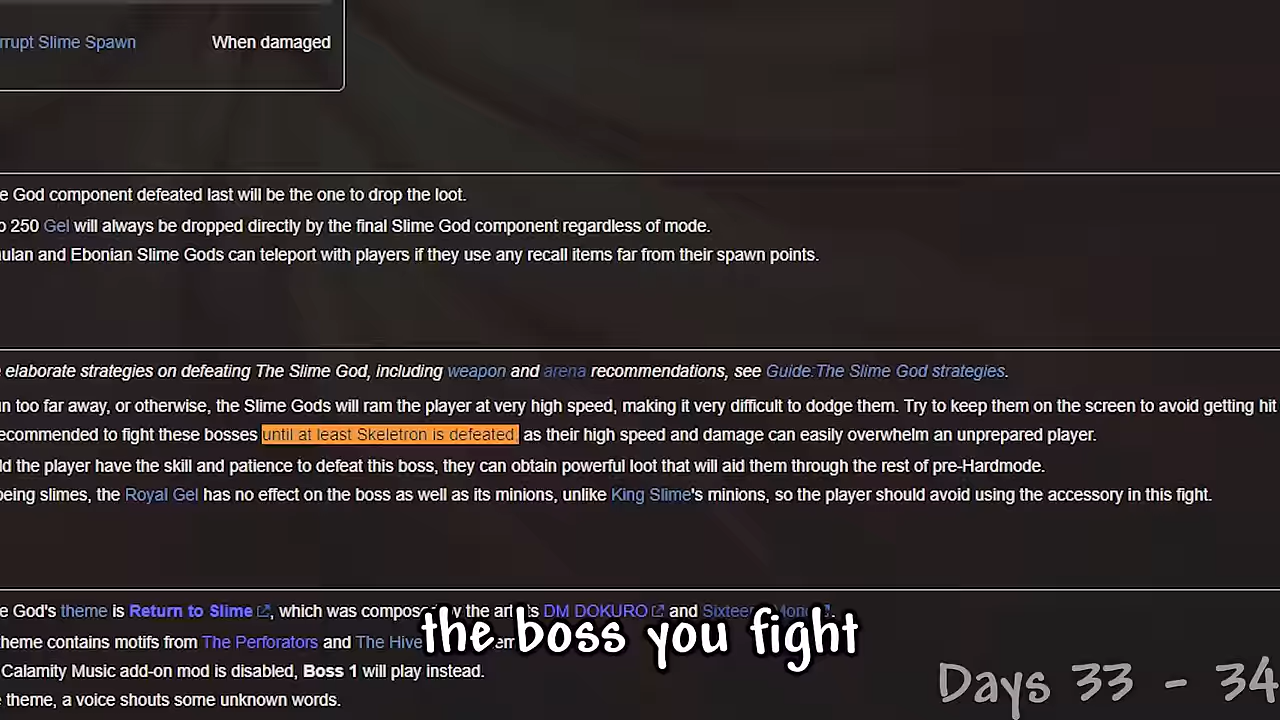 rrupt Slime Spawn When damaged
e God component defeated last will be the one to drop the loot.
o 250 Gel will always be dropped directly by the final Slime God component regardless of mode.
ulan and Ebonian Slime Gods can teleport with players if they use any recall items far from their spawn points.
elaborate strategies on defeating The Slime God, including weapon and arena recommendations, see Guide:The Slime God strategies.
n too far away, or otherwise, the Slime Gods will ram the player at very high speed, making it very difficult to dodge them. Try to keep them on the screen to avoid getting hit
ecommended to fight these bosses until at least Skeletron is defeated, as their high speed and damage can easily overwhelm an unprepared player.
ld the player have the skill and patience to defeat this boss, they can obtain powerful loot that will aid them through the rest of pre-Hardmode.
being slimes, the Royal Gel has no effect on the boss as well as its minions, unlike King Slime's minions, so the player should avoid using the accessory in this fight.
e God's theme is Return to Slime, which was DM DOKURO and
theme contains motifs from The Perforators and The Hive
Calamity Music add-on mod is disabled, Boss 1 will play instead.
theme, a voice shouts some unknown words.
the boss you fight
Days 33 - 34